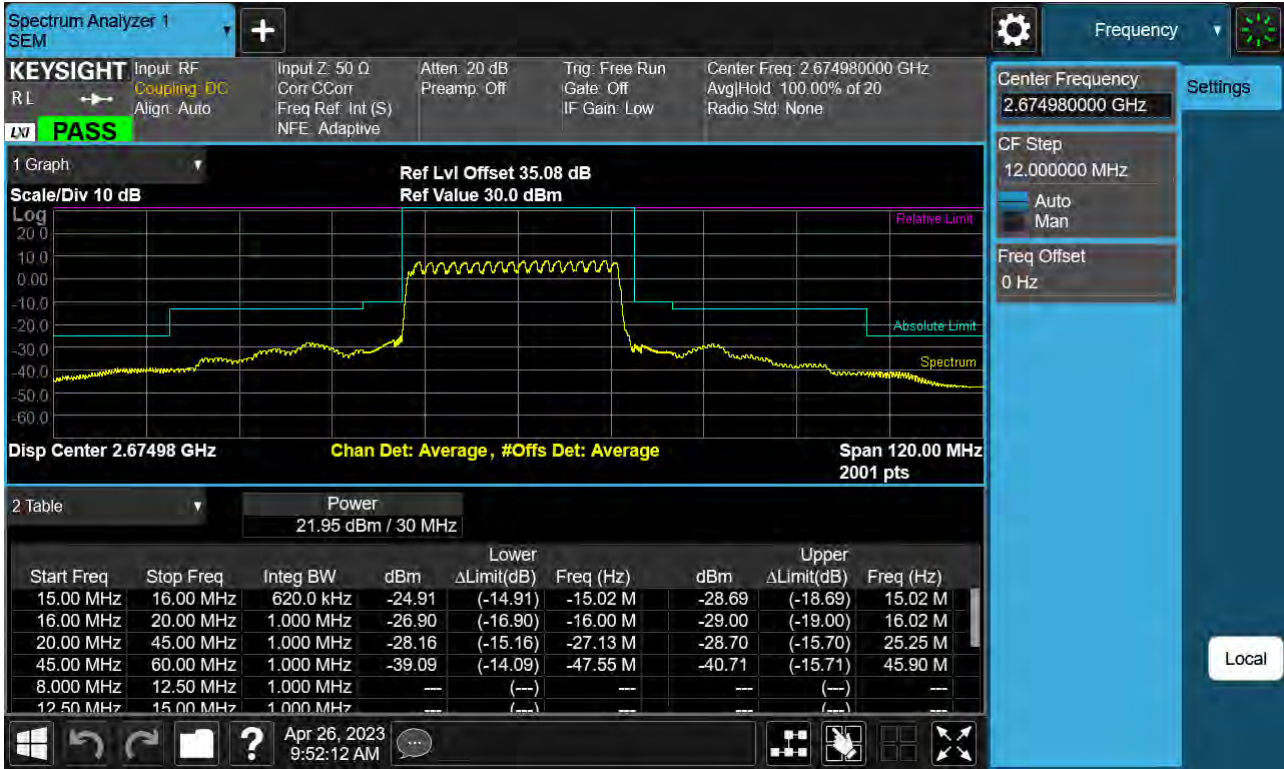 Spectrum Analyzer 1
SEM
Frequency
KEYSIGHT
Input: RF
Coupling: DC
Align: Auto
Input Z: 50 Ω
Corr CCorr
Freq Ref: Int (S)
NFE: Adaptive
Atten: 20 dB
Preamp: Off
Trig: Free Run
Gate: Off
IF Gain: Low
Center Freq: 2.674980000 GHz
Avg|Hold: 100.00% of 20
Radio Std: None
R L
LXI
PASS
Center Frequency
2.674980000 GHz
Settings
CF Step
12.000000 MHz
Auto
Man
Freq Offset
0 Hz
Local
1 Graph
Ref Lvl Offset 35.08 dB
Scale/Div 10 dB
Ref Value 30.0 dBm
Log
Relative Limit
20.0
10.0
0.00
-10.0
-20.0
Absolute Limit
-30.0
Spectrum
-40.0
-50.0
-60.0
Disp Center 2.67498 GHz
Chan Det: Average , #Offs Det: Average
Span 120.00 MHz
2001 pts
2 Table
Power
21.95 dBm / 30 MHz
Lower Upper
Start Freq Stop Freq Integ BW dBm ΔLimit(dB) Freq (Hz) dBm ΔLimit(dB) Freq (Hz)
15.00 MHz 16.00 MHz 620.0 kHz -24.91 (-14.91) -15.02 M -28.69 (-18.69) 15.02 M
16.00 MHz 20.00 MHz 1.000 MHz -26.90 (-16.90) -16.00 M -29.00 (-19.00) 16.02 M
20.00 MHz 45.00 MHz 1.000 MHz -28.16 (-15.16) -27.13 M -28.70 (-15.70) 25.25 M
45.00 MHz 60.00 MHz 1.000 MHz -39.09 (-14.09) -47.55 M -40.71 (-15.71) 45.90 M
8.000 MHz 12.50 MHz 1.000 MHz --- (---) --- --- (---) ---
12.50 MHz 15.00 MHz 1.000 MHz --- (---) --- --- (---) ---
?
Apr 26, 2023
9:52:12 AM